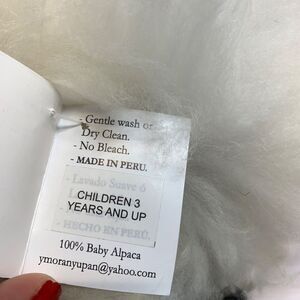 - Gentle wash or
Dry Clean.
- No Bleach.
- MADE IN PERU.
- Lavado Suave ó
CHILDREN 3
YEARS AND UP
- HECHO EN PERÚ.
100% Baby Alpaca
ymoranyupan@yahoo.com